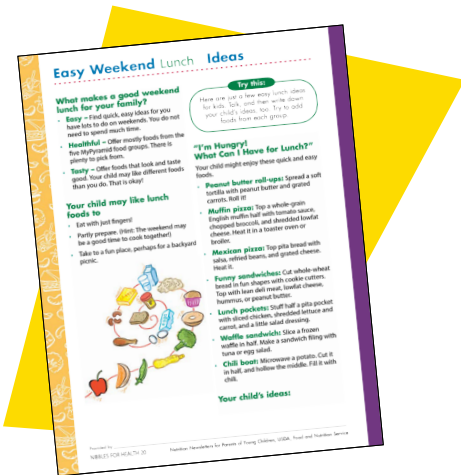 Easy Weekend Lunch Ideas
What makes a good weekend
lunch for your family?
• Easy – Find quick, easy ideas for you
have lots to do on weekends. You do not
need to spend much time.
• Healthful – Offer mostly foods from the
five MyPyramid food groups. There is
plenty to pick from.
• Tasty – Offer foods that look and taste
good. Your child may like different foods
than you do. That is okay!
Your child may like lunch
foods to
• Eat with just fingers!
• Partly prepare. (Hint: The weekend may
be a good time to cook together!)
• Take to a fun place, perhaps for a backyard
picnic.
Try this:
Here are just a few easy lunch ideas
for kids. Talk, and then write down
your child's ideas, too. Try to add
foods from each group.
"I'm Hungry!
What Can I Have for Lunch?"
Your child might enjoy these quick and easy
foods.
• Peanut butter roll-ups: Spread a soft
tortilla with peanut butter and grated
carrots. Roll it!
• Muffin pizza: Top a whole-grain
English muffin half with tomato sauce,
chopped broccoli, and shredded lowfat
cheese. Heat it in a toaster oven or
broiler.
• Mexican pizza: Top pita bread with
salsa, refried beans, and grated cheese.
Heat it.
• Funny sandwiches: Cut whole-wheat
bread in fun shapes with cookie cutters.
Top with lean deli meat, lowfat cheese,
hummus, or peanut butter.
• Lunch pockets: Stuff half a pita pocket
with sliced chicken, shredded lettuce and
carrot, and a little salad dressing.
• Waffle sandwich: Slice a frozen
waffle in half. Make a sandwich filing with
tuna or egg salad.
• Chili boat: Microwave a potato. Cut it
in half, and hollow the middle. Fill it with
chili.
Your child's ideas:
Provided by
NIBBLES FOR HEALTH 20 Nutrition Newsletters for Parents of Young Children, USDA, Food and Nutrition Service